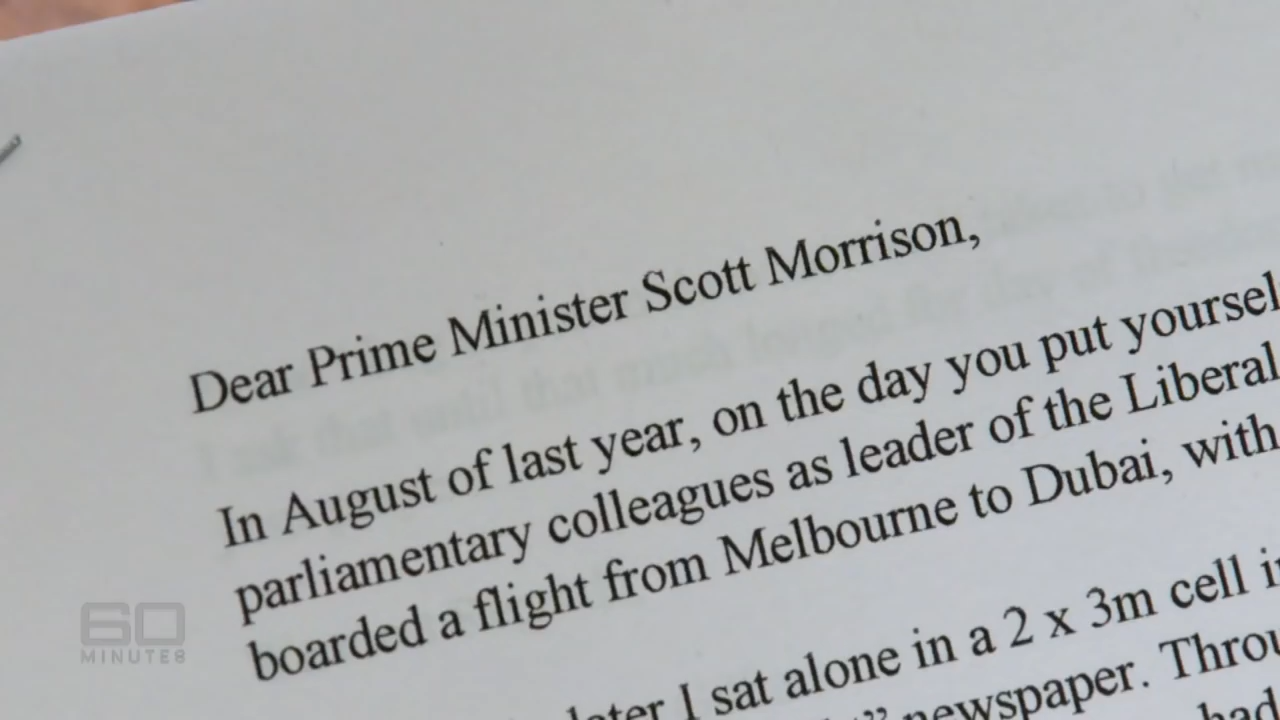 Dear Prime Minister Scott Morrison,
In August of last year, on the day you put yoursel
parliamentary colleagues as leader of the Liberal
boarded a flight from Melbourne to Dubai, with
later I sat alone in a 2 x 3m cell i
newspaper. Throu
had
60
MINUTES